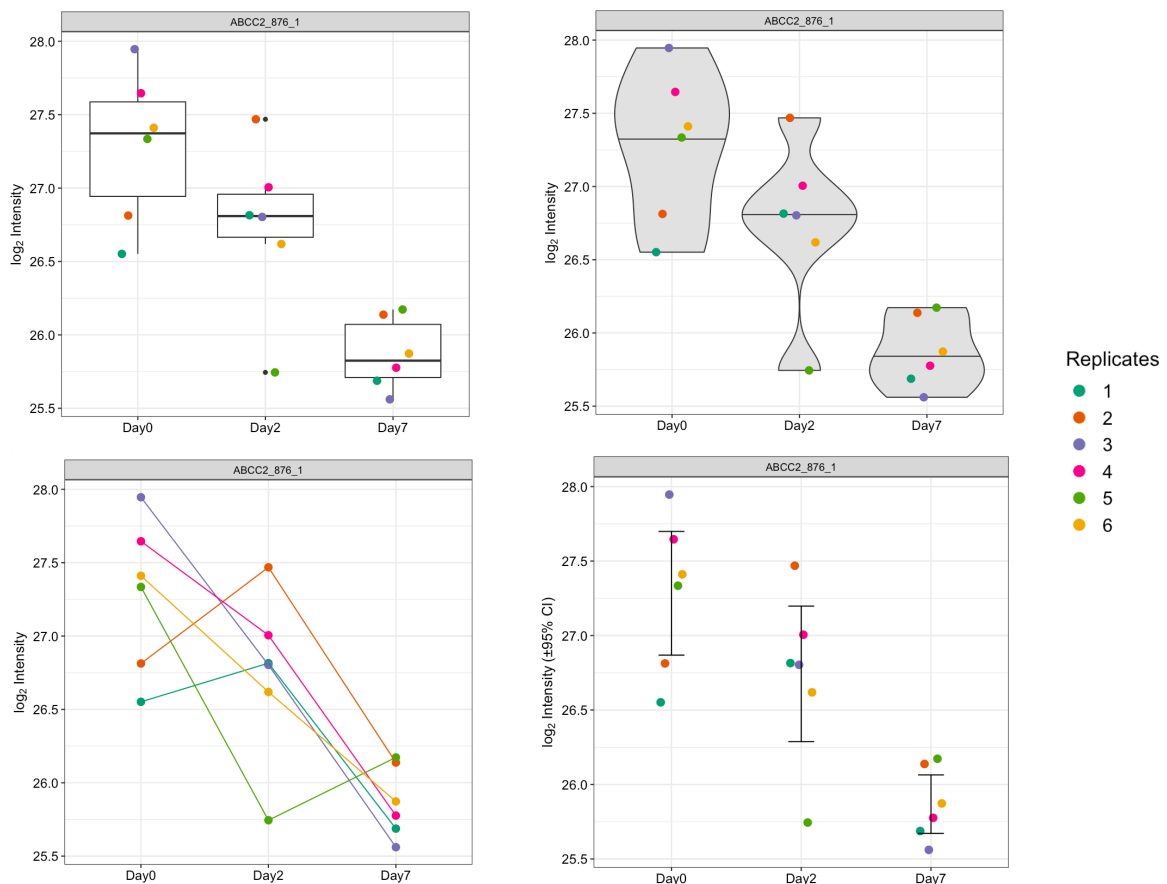 ABCC2_876_1
28.0
27.5
27.0
26.5
26.0
25.5
log₂ Intensity
Day0 Day2 Day7
ABCC2_876_1
28.0
27.5
27.0
26.5
26.0
25.5
log₂ Intensity
Day0 Day2 Day7
Replicates
1
2
3
4
5
6
ABCC2_876_1
28.0
27.5
27.0
26.5
26.0
25.5
log₂ Intensity
Day0 Day2 Day7
ABCC2_876_1
28.0
27.5
27.0
26.5
26.0
25.5
log₂ Intensity (±95% CI)
Day0 Day2 Day7